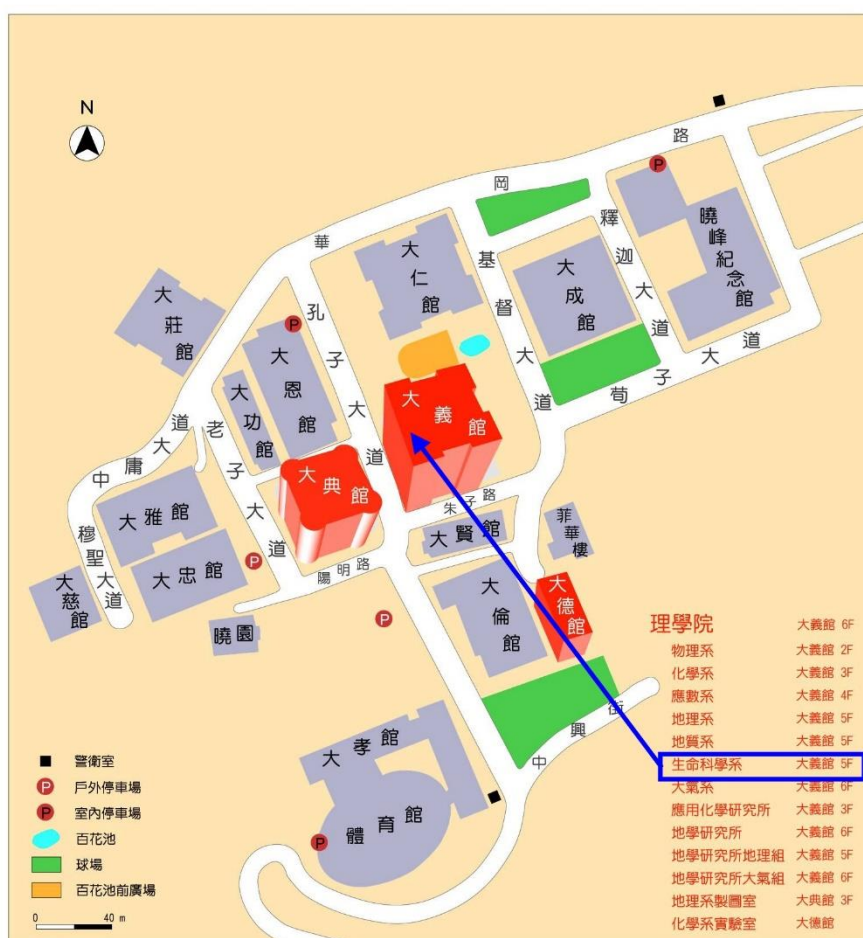 N
華
岡
路
大莊館
大仁館
大成館
曉峰紀念館
基督大道
釋迦大道
荀子大道
孔子大道
大恩館
大功館
老子大道
中庸大道
穆聖大道
大義館
大典館
朱子路
大賢館
陽明路
菲華樓
大雅館
大忠館
大慈館
曉園
大倫館
大德館
中興街
大孝館
體育館
P
P
P
P
P
警衛室
P 戶外停車場
P 室內停車場
百花池
球場
百花池前廣場
0 40 m
理學院 大義館 6F
物理系 大義館 2F
化學系 大義館 3F
應數系 大義館 4F
地理系 大義館 5F
地質系 大義館 5F
生命科學系 大義館 5F
大氣系 大義館 6F
應用化學研究所 大義館 3F
地學研究所 大義館 6F
地學研究所地理組 大義館 5F
地學研究所大氣組 大義館 6F
地理系製圖室 大典館 3F
化學系實驗室 大德館